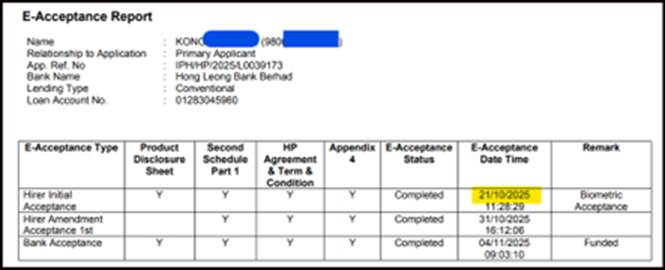 E-Acceptance Report
Name : KONG (980 )
Relationship to Application : Primary Applicant
App. Ref. No : IPH/HP/2025/L0039173
Bank Name : Hong Leong Bank Berhad
Lending Type : Conventional
Loan Account No. : 01283045960
E-Acceptance Type Product Disclosure Sheet Second Schedule Part 1 HP Agreement & Term & Condition Appendix 4 E-Acceptance Status E-Acceptance Date Time Remark
Hirer Initial Acceptance Y Y Y Y Completed 21/10/2025 11:28:29 Biometric Acceptance
Hirer Amendment Acceptance 1st Y Y Y Completed 31/10/2025 16:12:06
Bank Acceptance Y Y Y Y Completed 04/11/2025 09:03:10 Funded